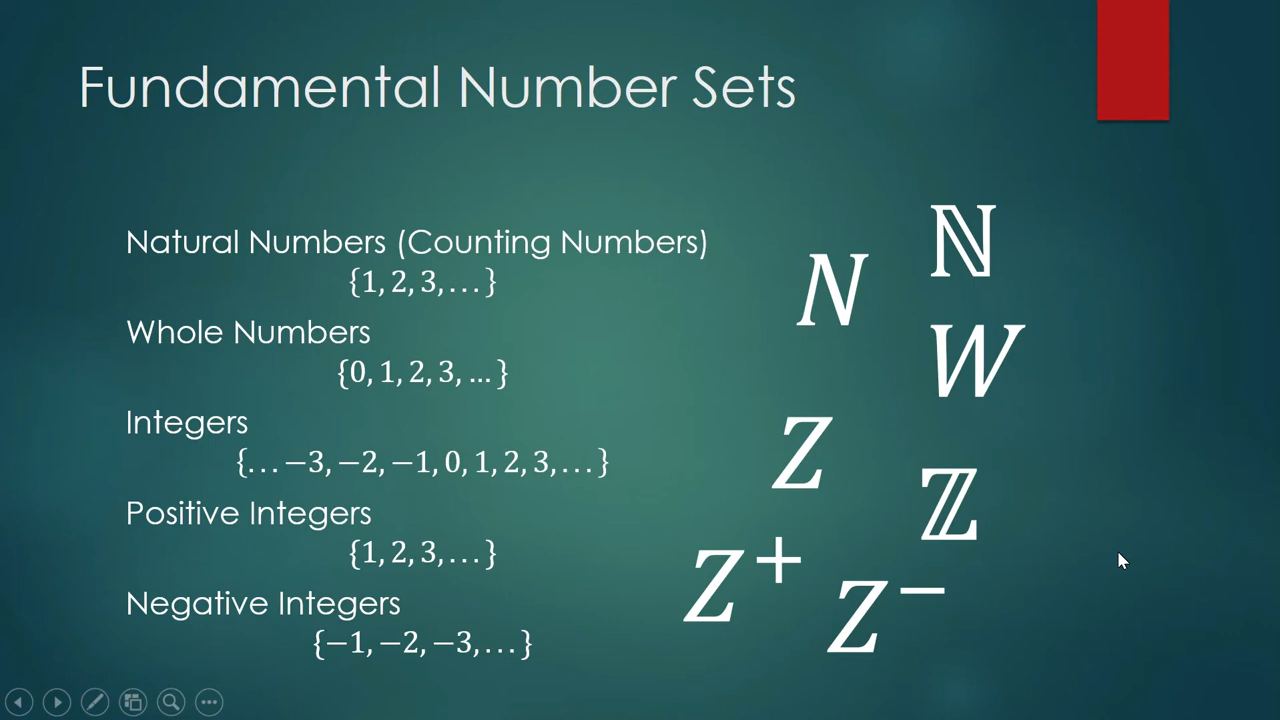 Fundamental Number Sets
Natural Numbers (Counting Numbers)
{1, 2, 3, . . . }
Whole Numbers
{0, 1, 2, 3, … }
Integers
{. . . −3, −2, −1, 0, 1, 2, 3, . . . }
Positive Integers
{1, 2, 3, . . . }
Negative Integers
{−1, −2, −3, . . . }
ℕ
N
W
Z
ℤ
Z⁺
Z⁻